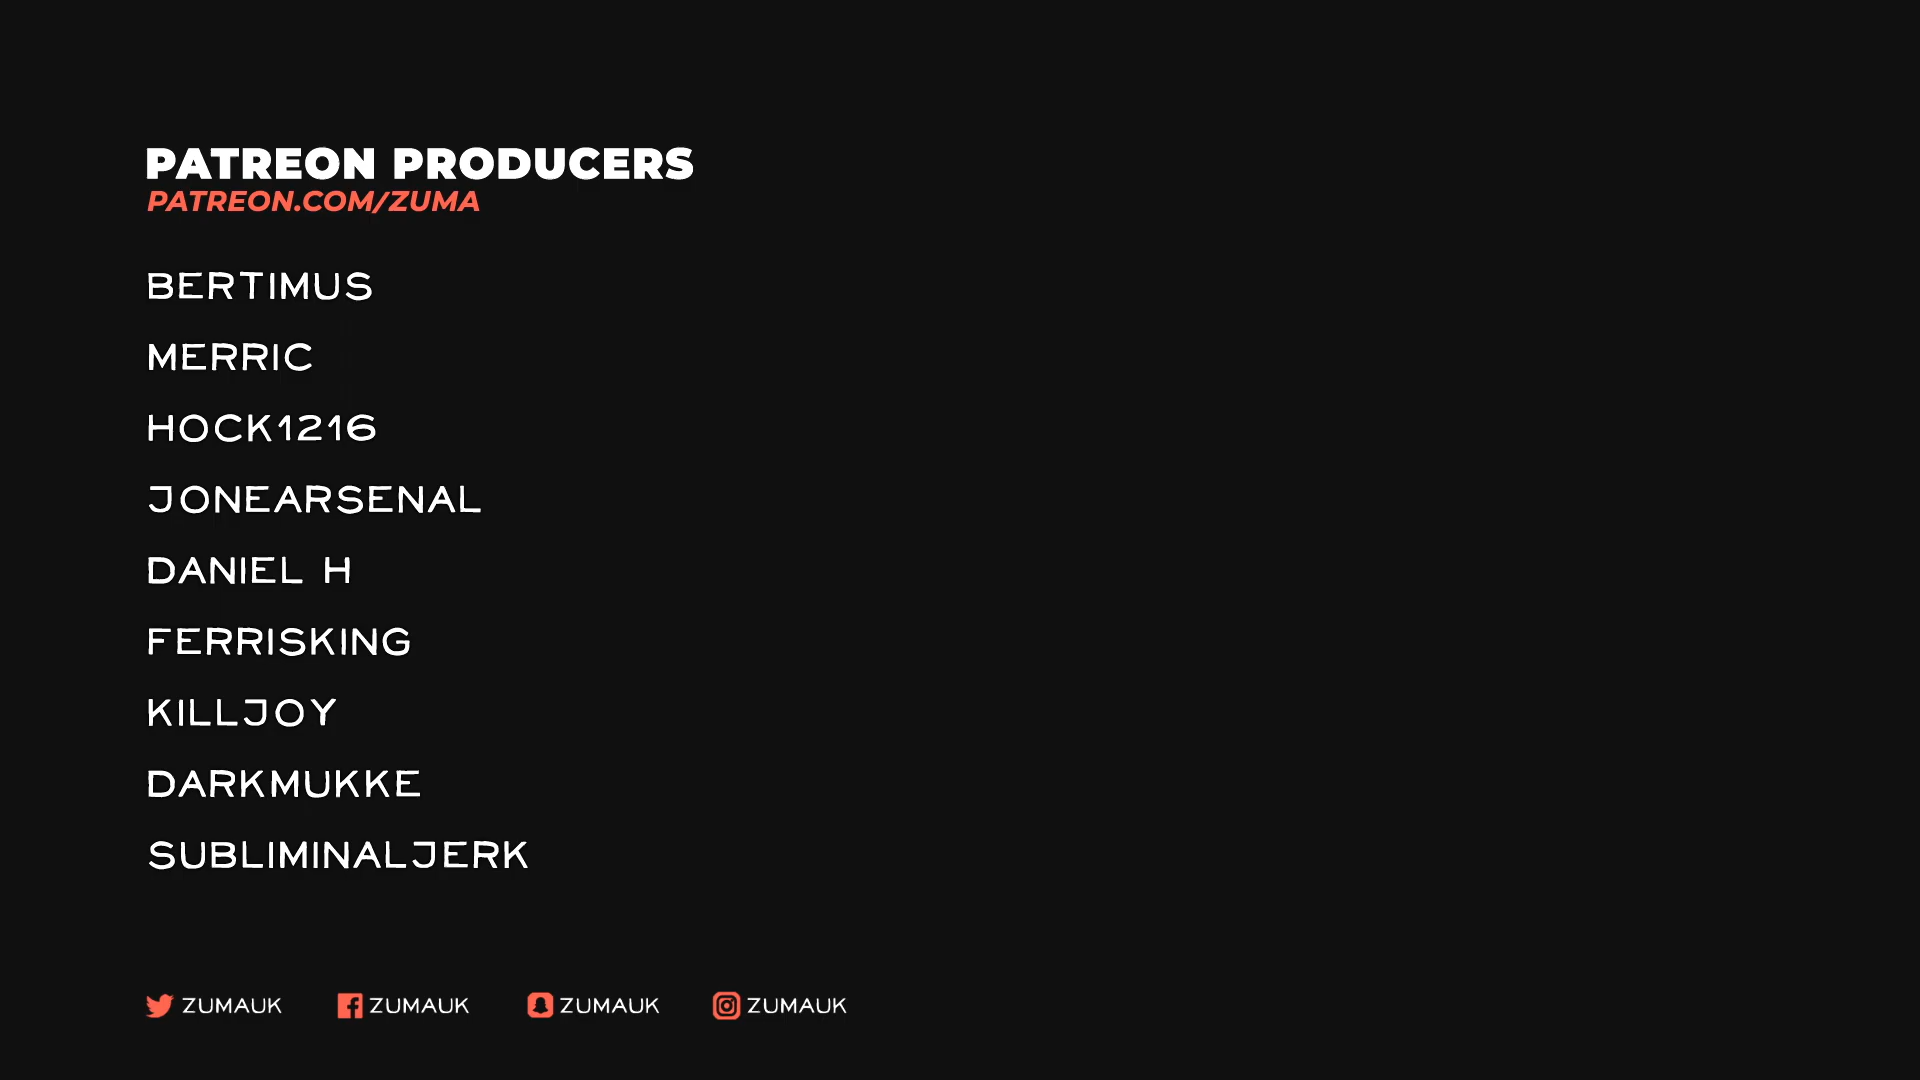 PATREON PRODUCERS
PATREON.COM/ZUMA
BERTIMUS
MERRIC
HOCK1216
JONEARSENAL
DANIEL H
FERRISKING
KILLJOY
DARKMUKKE
SUBLIMINALJERK
ZUMAUK ZUMAUK ZUMAUK ZUMAUK